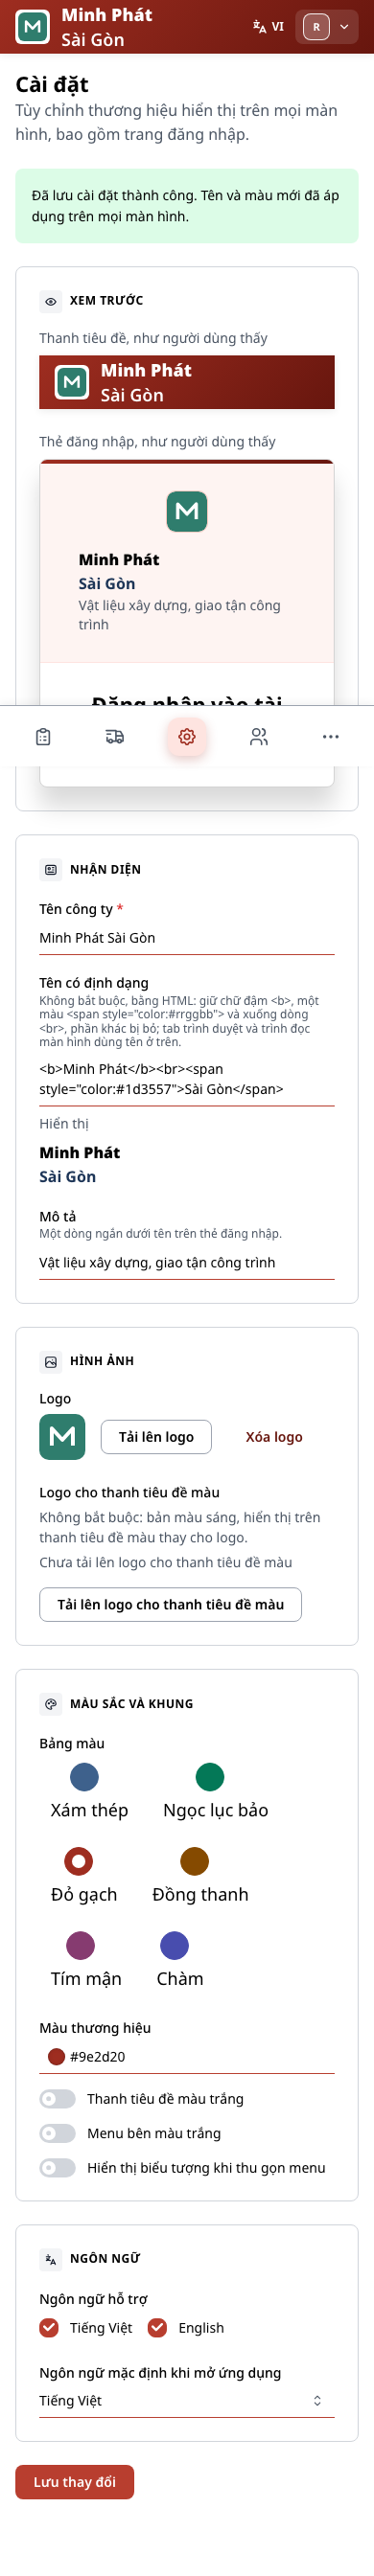 Minh Phát
Sài Gòn
VI
R
Cài đặt
Tùy chỉnh thương hiệu hiển thị trên mọi màn
hình, bao gồm trang đăng nhập.
Đã lưu cài đặt thành công. Tên và màu mới đã áp
dụng trên mọi màn hình.
XEM TRƯỚC
Thanh tiêu đề, như người dùng thấy
Minh Phát
Sài Gòn
Thẻ đăng nhập, như người dùng thấy
Minh Phát
Sài Gòn
Vật liệu xây dựng, giao tận công
trình
Đăng nhập vào tài
NHẬN DIỆN
Tên công ty *
Minh Phát Sài Gòn
Tên có định dạng
Không bắt buộc, bằng HTML: giữ chữ đậm <b>, một
màu <span style="color:#rrggbb"> và xuống dòng
<br>, phần khác bị bỏ; tab trình duyệt và trình đọc
màn hình dùng tên ở trên.
<b>Minh Phát</b><br><span
style="color:#1d3557">Sài Gòn</span>
Hiển thị
Minh Phát
Sài Gòn
Mô tả
Một dòng ngắn dưới tên trên thẻ đăng nhập.
Vật liệu xây dựng, giao tận công trình
HÌNH ẢNH
Logo
Tải lên logo
Xóa logo
Logo cho thanh tiêu đề màu
Không bắt buộc: bản màu sáng, hiển thị trên
thanh tiêu đề màu thay cho logo.
Chưa tải lên logo cho thanh tiêu đề màu
Tải lên logo cho thanh tiêu đề màu
MÀU SẮC VÀ KHUNG
Bảng màu
Xám thép
Ngọc lục bảo
Đỏ gạch
Đồng thanh
Tím mận
Chàm
Màu thương hiệu
#9e2d20
Thanh tiêu đề màu trắng
Menu bên màu trắng
Hiển thị biểu tượng khi thu gọn menu
NGÔN NGỮ
Ngôn ngữ hỗ trợ
Tiếng Việt
English
Ngôn ngữ mặc định khi mở ứng dụng
Tiếng Việt
Lưu thay đổi